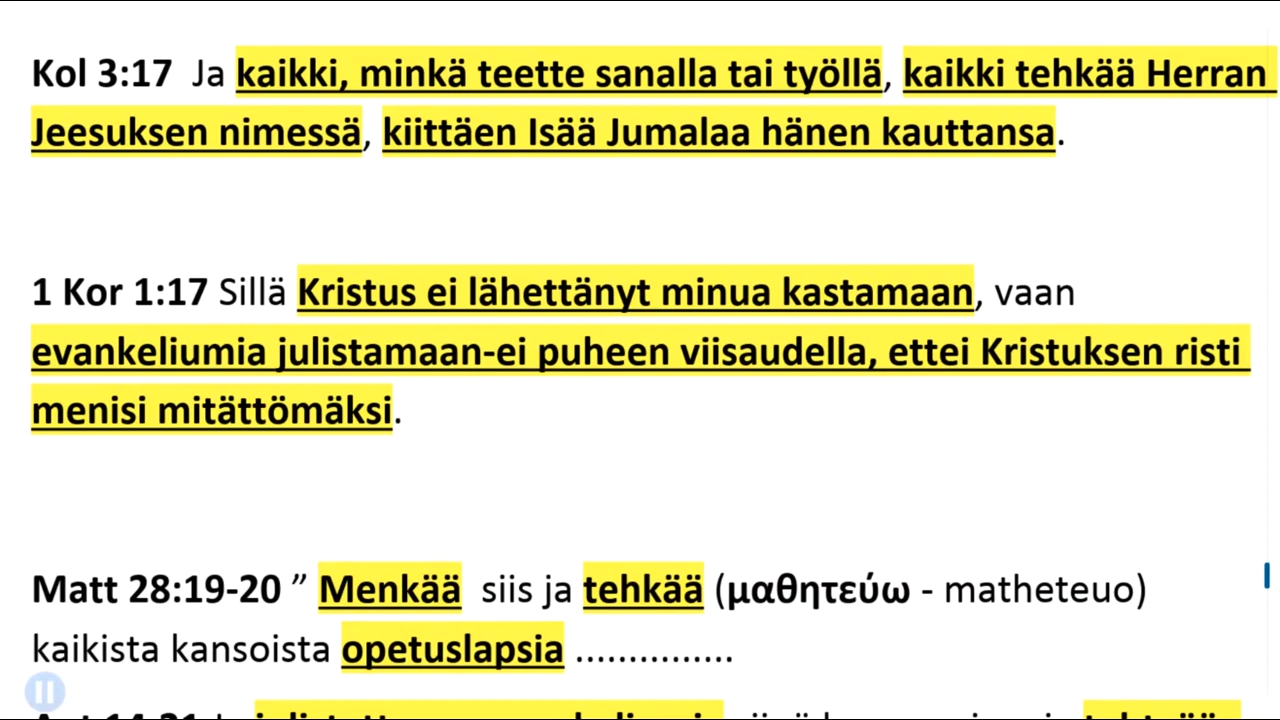 Kol 3:17 Ja kaikki, minkä teette sanalla tai työllä, kaikki tehkää Herran
Jeesuksen nimessä, kiittäen Isää Jumalaa hänen kauttansa.
1 Kor 1:17 Sillä Kristus ei lähettänyt minua kastamaan, vaan
evankeliumia julistamaan-ei puheen viisaudella, ettei Kristuksen risti
menisi mitättömäksi.
Matt 28:19-20 ” Menkää siis ja tehkää (μαθητεύω - matheteuo)
kaikista kansoista opetuslapsia ...............